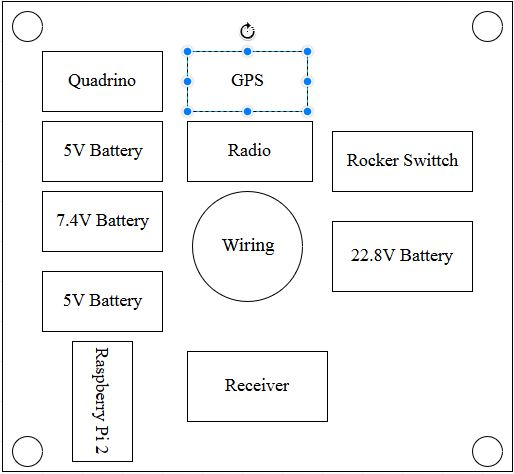 Quadrino
GPS
5V Battery
Radio
Rocker Swittch
7.4V Battery
Wiring
22.8V Battery
5V Battery
Raspberry Pi 2
Receiver